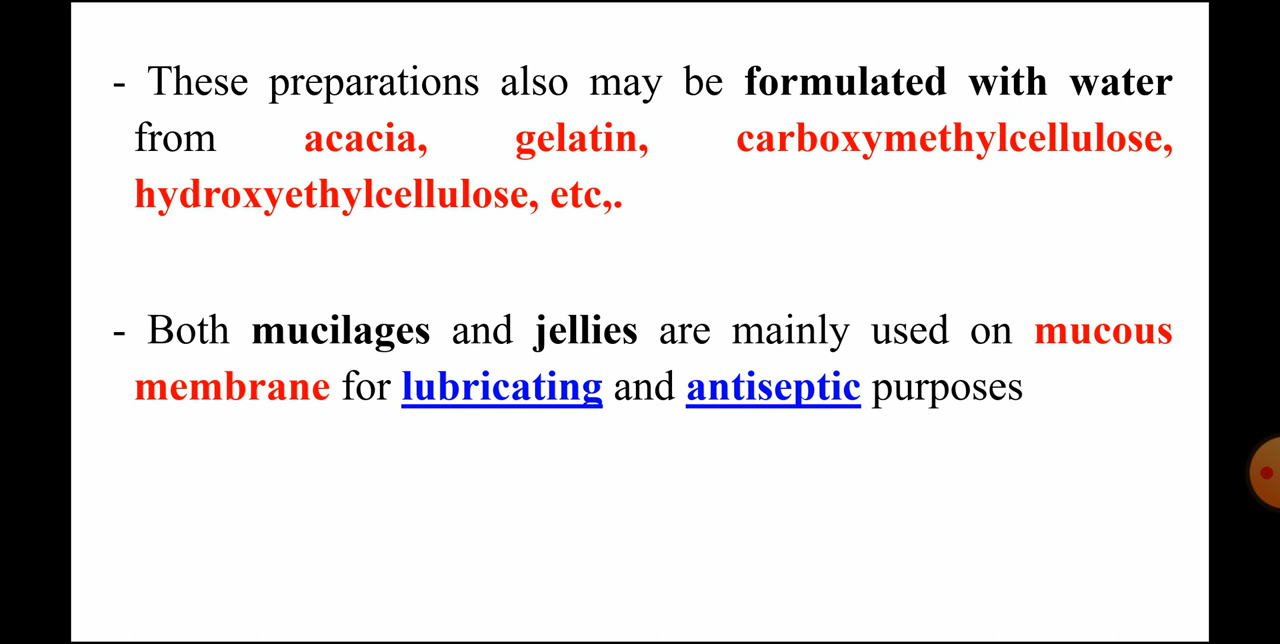 - These preparations also may be formulated with water
from acacia, gelatin, carboxymethylcellulose,
hydroxyethylcellulose, etc,.
- Both mucilages and jellies are mainly used on mucous
membrane for lubricating and antiseptic purposes